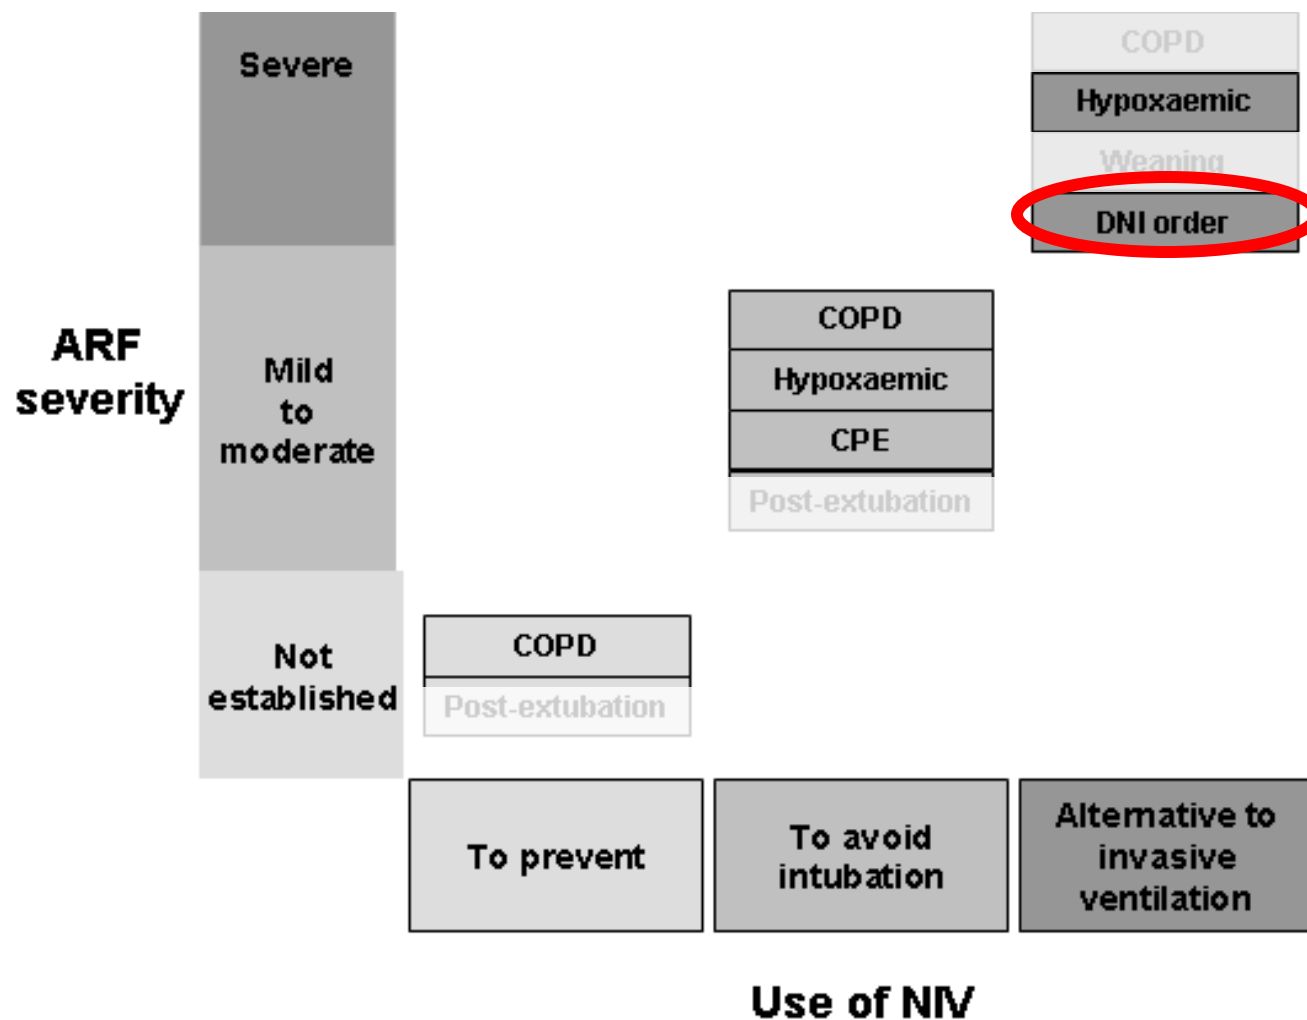 Severe
COPD
Hypoxaemic
Weaning
DNI order
ARF
severity
Mild
to
moderate
COPD
Hypoxaemic
CPE
Post-extubation
Not
established
COPD
Post-extubation
To prevent
To avoid
intubation
Alternative to
invasive
ventilation
Use of NIV